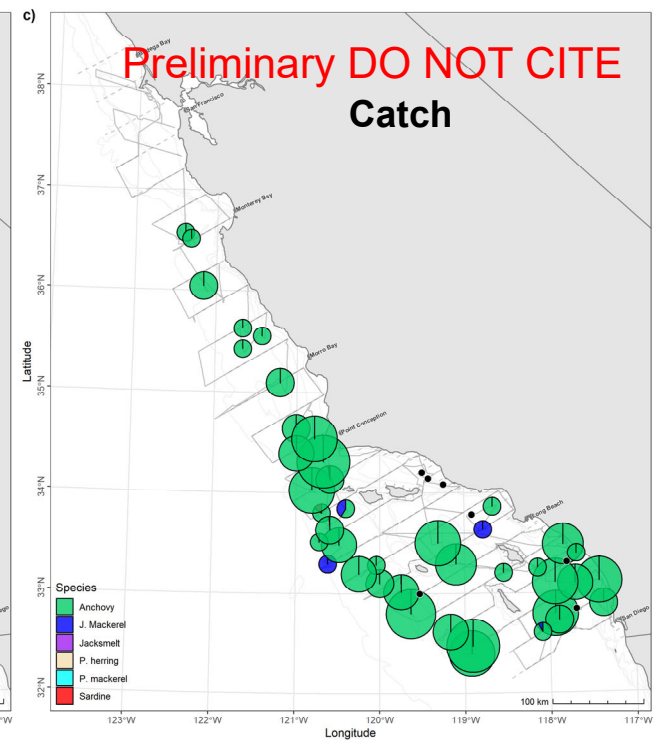 c)
Preliminary DO NOT CITE
Catch
Bodega Bay
San Francisco
Monterey Bay
Morro Bay
Point Conception
Long Beach
San Diego
38°N
37°N
36°N
35°N
34°N
33°N
32°N
Latitude
Species
Anchovy
J. Mackerel
Jacksmelt
P. herring
P. mackerel
Sardine
100 km
°W
123°W
122°W
121°W
120°W
119°W
118°W
117°W
Longitude